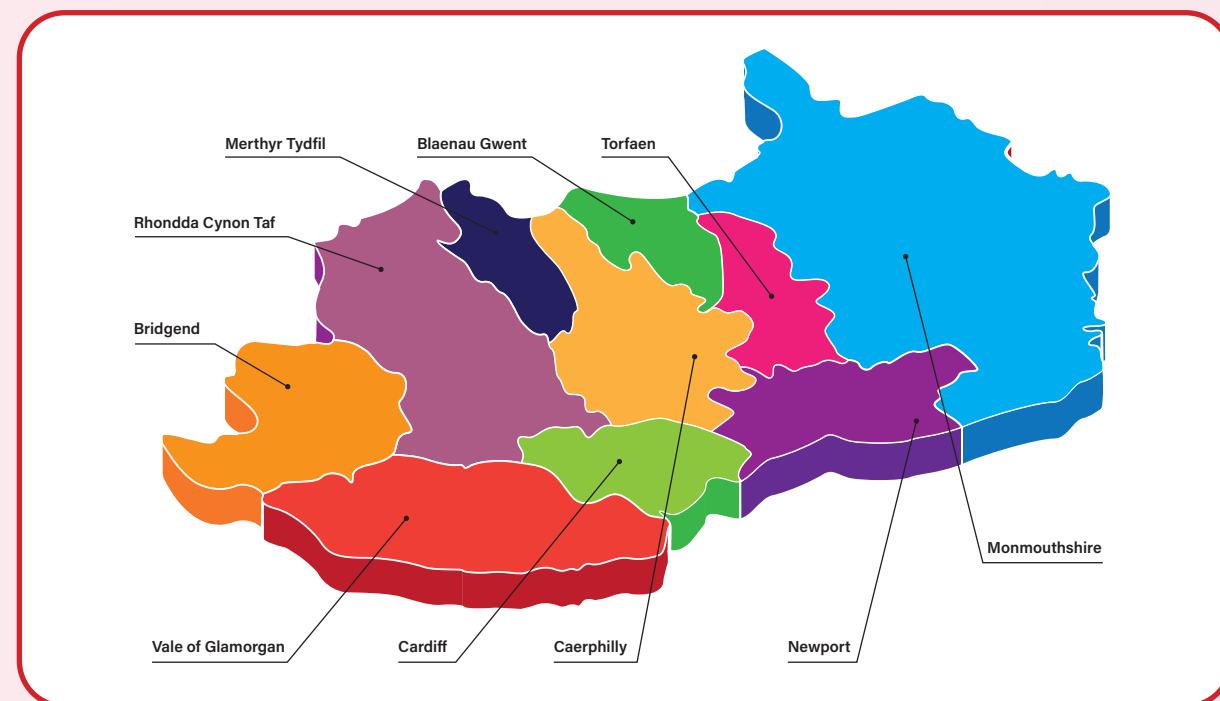 Merthyr Tydfil
Blaenau Gwent
Torfaen
Rhondda Cynon Taf
Bridgend
Monmouthshire
Vale of Glamorgan
Cardiff
Caerphilly
Newport